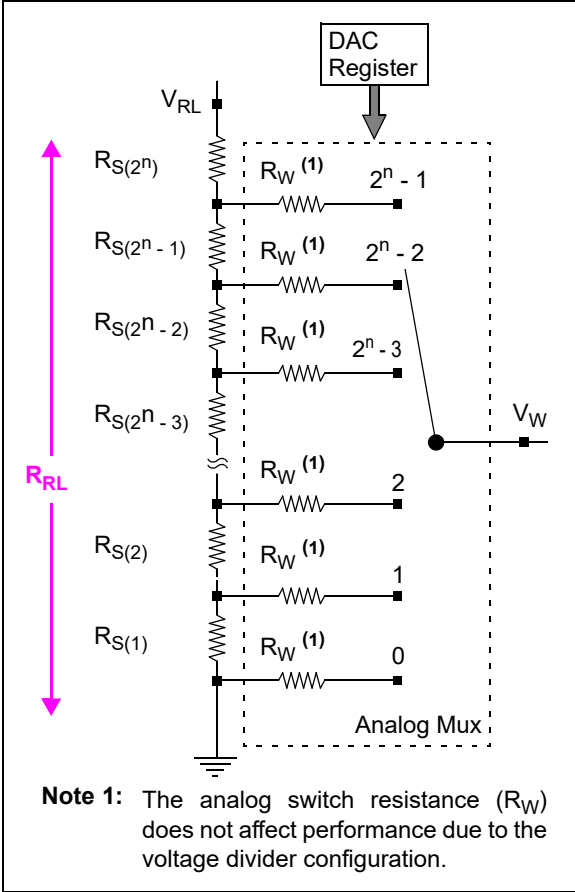 DAC
Register
V_RL
R_S(2^n)
R_W (1)
2^n - 1
R_S(2^n - 1)
R_W (1)
2^n - 2
R_S(2n - 2)
R_W (1)
2^n - 3
R_S(2n - 3)
V_W
R_RL
R_W (1)
2
R_S(2)
R_W (1)
1
R_S(1)
R_W (1)
0
Analog Mux
Note 1: The analog switch resistance (R_W)
does not affect performance due to the
voltage divider configuration.